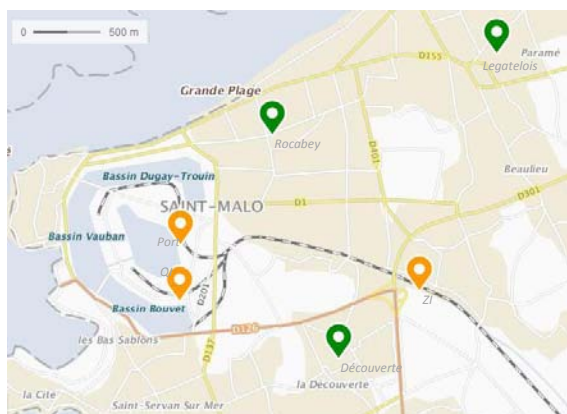 0 500 m
Legatelois
Paramé
D155
Grande Plage
Rocabey
D401
Beaulieu
Bassin Dugay-Trouin
D301
SAINT-MALO
D1
Bassin Vauban
Port
D201
ZI
Bassin Bouvet
D126
les Bas Sablons
D137
Découverte
la Découverte
la Cité
Saint-Servan Sur Mer